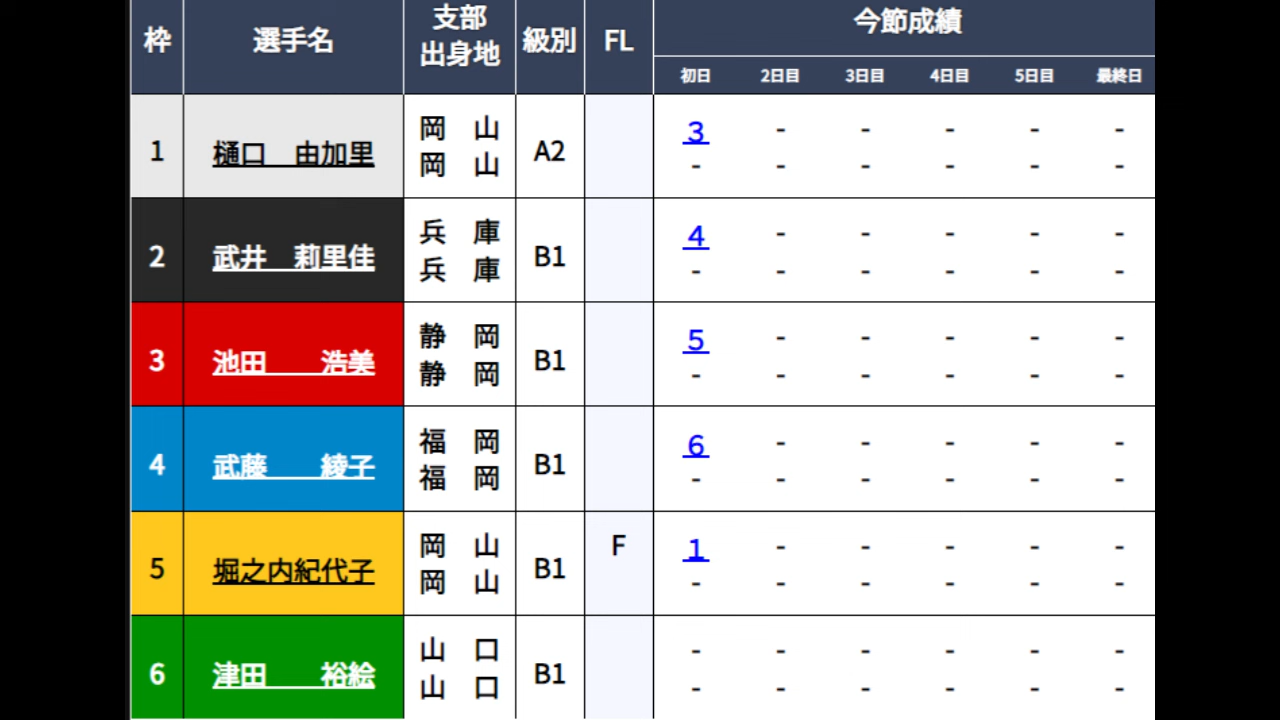 枠 選手名 支部 出身地 級別 FL 今節成績
初日 2日目 3日目 4日目 5日目 最終日
1 樋口 由加里 岡 山 A2 3 - - - - -
岡 山 - - - - - -
2 武井 莉里佳 兵 庫 B1 4 - - - - -
兵 庫 - - - - - -
3 池田 浩美 静 岡 B1 5 - - - - -
静 岡 - - - - - -
4 武藤 綾子 福 岡 B1 6 - - - - -
福 岡 - - - - - -
5 堀之内紀代子 岡 山 B1 F 1 - - - - -
岡 山 - - - - - -
6 津田 裕絵 山 口 B1 - - - - - -
山 口 - - - - - -